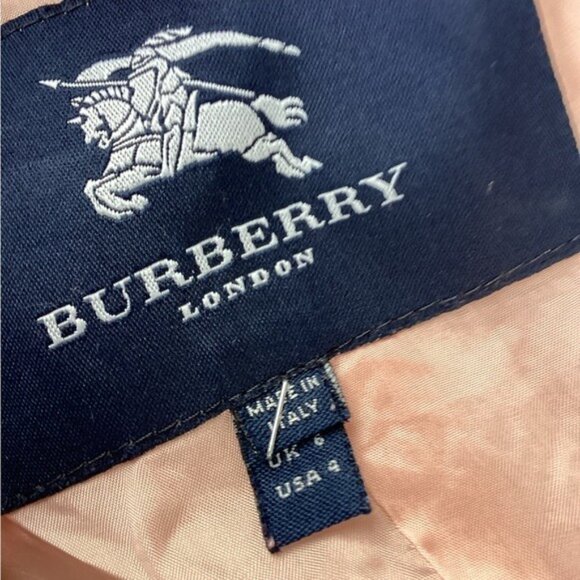 BURBERRY
LONDON
MADE IN
ITALY
UK 6
USA 4